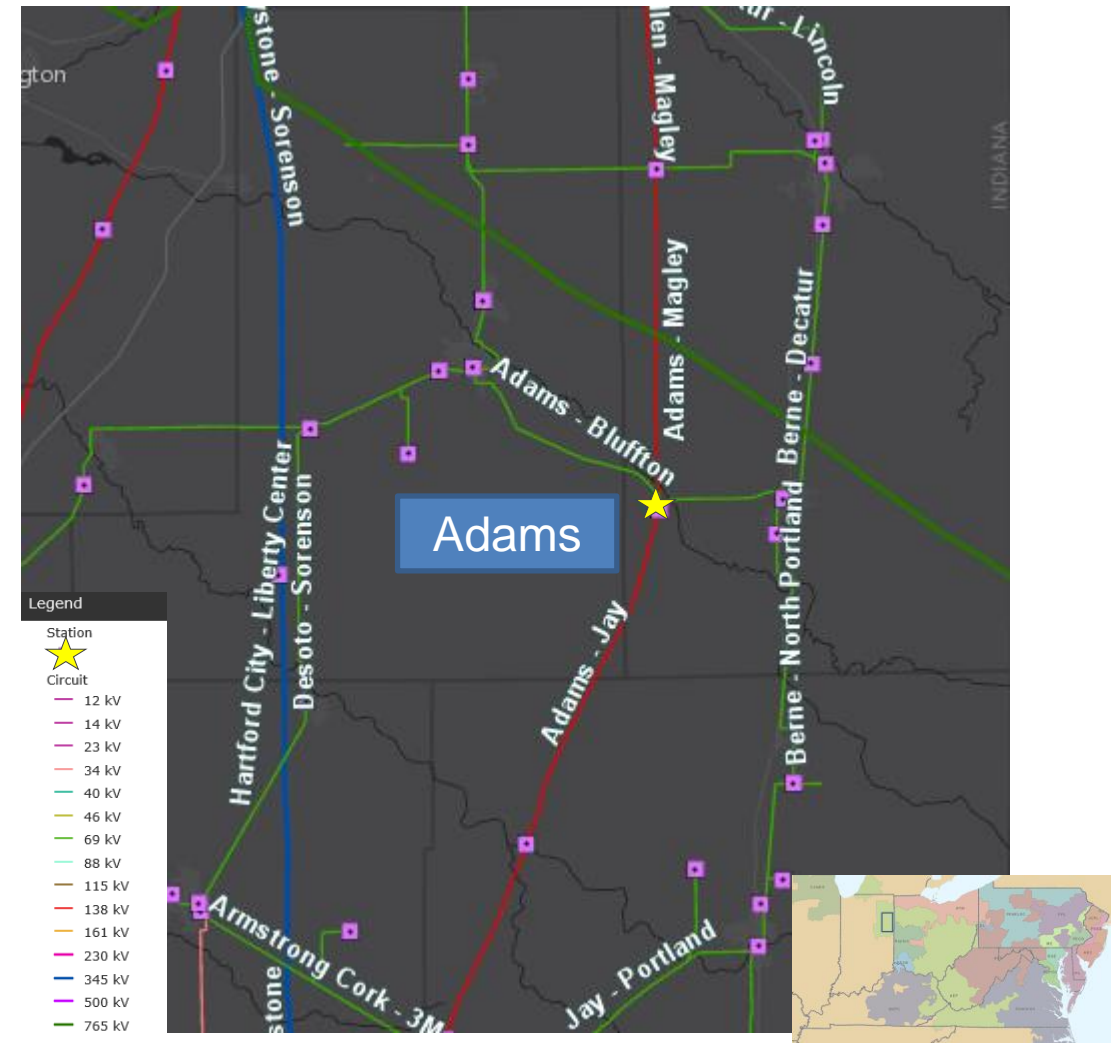 gton
stone - Sorenson
llen - Magley
- Lincoln
INDIANA
Adams - Magley
Berne - Decatur
Adams - Bluffton
Adams
Hartford City - Liberty Center
Desoto - Sorenson
Berne - North Portland
Adams - Jay
Armstrong Cork - 3M
Jay - Portland
stone
Legend
Station
Circuit
12 kV
14 kV
23 kV
34 kV
40 kV
46 kV
69 kV
88 kV
115 kV
138 kV
161 kV
230 kV
345 kV
500 kV
765 kV